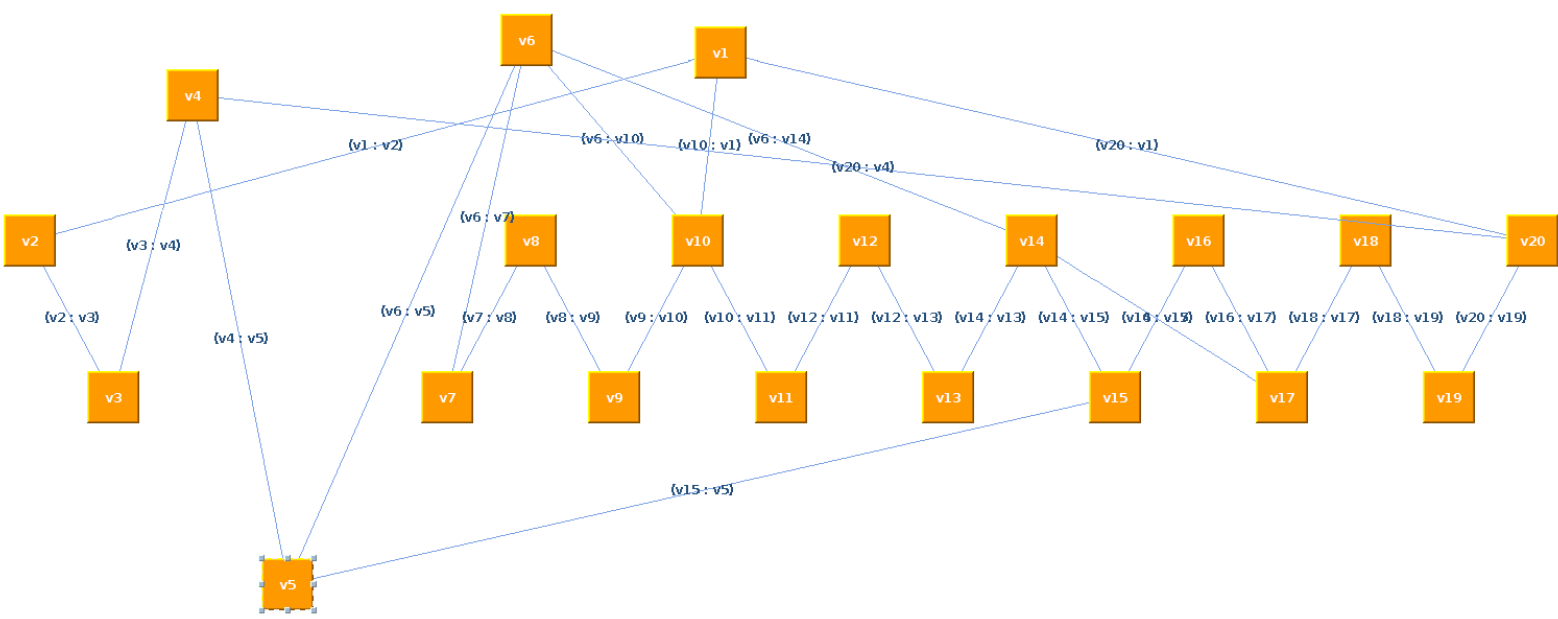 v6
v1
v4
(v1 : v2)
(v6 : v10)
(v10 : v1)
(v6 : v14)
(v20 : v1)
(v20 : v4)
(v6 : v7)
v2
v8
v10
v12
v14
v16
v18
v20
(v3 : v4)
(v2 : v3)
(v4 : v5)
(v6 : v5)
(v7 : v8)
(v8 : v9)
(v9 : v10)
(v10 : v11)
(v12 : v11)
(v12 : v13)
(v14 : v13)
(v14 : v15)
(v16 : v17)
(v18 : v17)
(v18 : v19)
(v20 : v19)
v3
v7
v9
v11
v13
v15
v17
v19
(v15 : v5)
v5